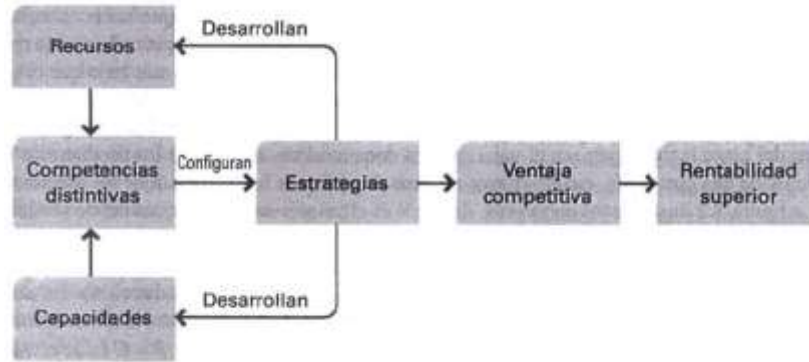 Desarrollan
Recursos
Competencias
distintivas
Configuran
Estrategias
Ventaja
competitiva
Rentabilidad
superior
Desarrollan
Capacidades